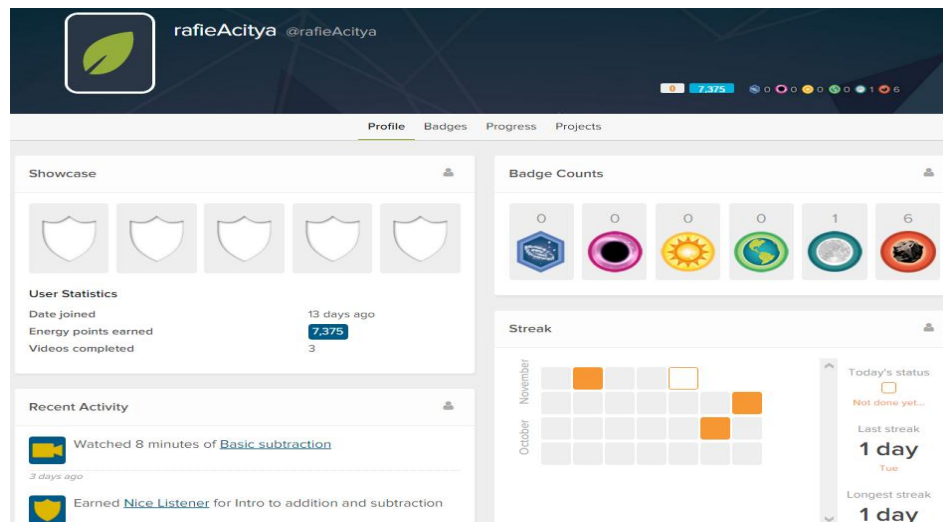 rafieAcitya @rafieAcitya
0 7,375 0 0 0 0 1 6
Profile Badges Progress Projects
Showcase
User Statistics
Date joined 13 days ago
Energy points earned 7,375
Videos completed 3
Recent Activity
Watched 8 minutes of Basic subtraction
3 days ago
Earned Nice Listener for Intro to addition and subtraction
Badge Counts
0 0 0 0 1 6
Streak
November
October
Today's status
Not done yet...
Last streak
1 day
Tue
Longest streak
1 day